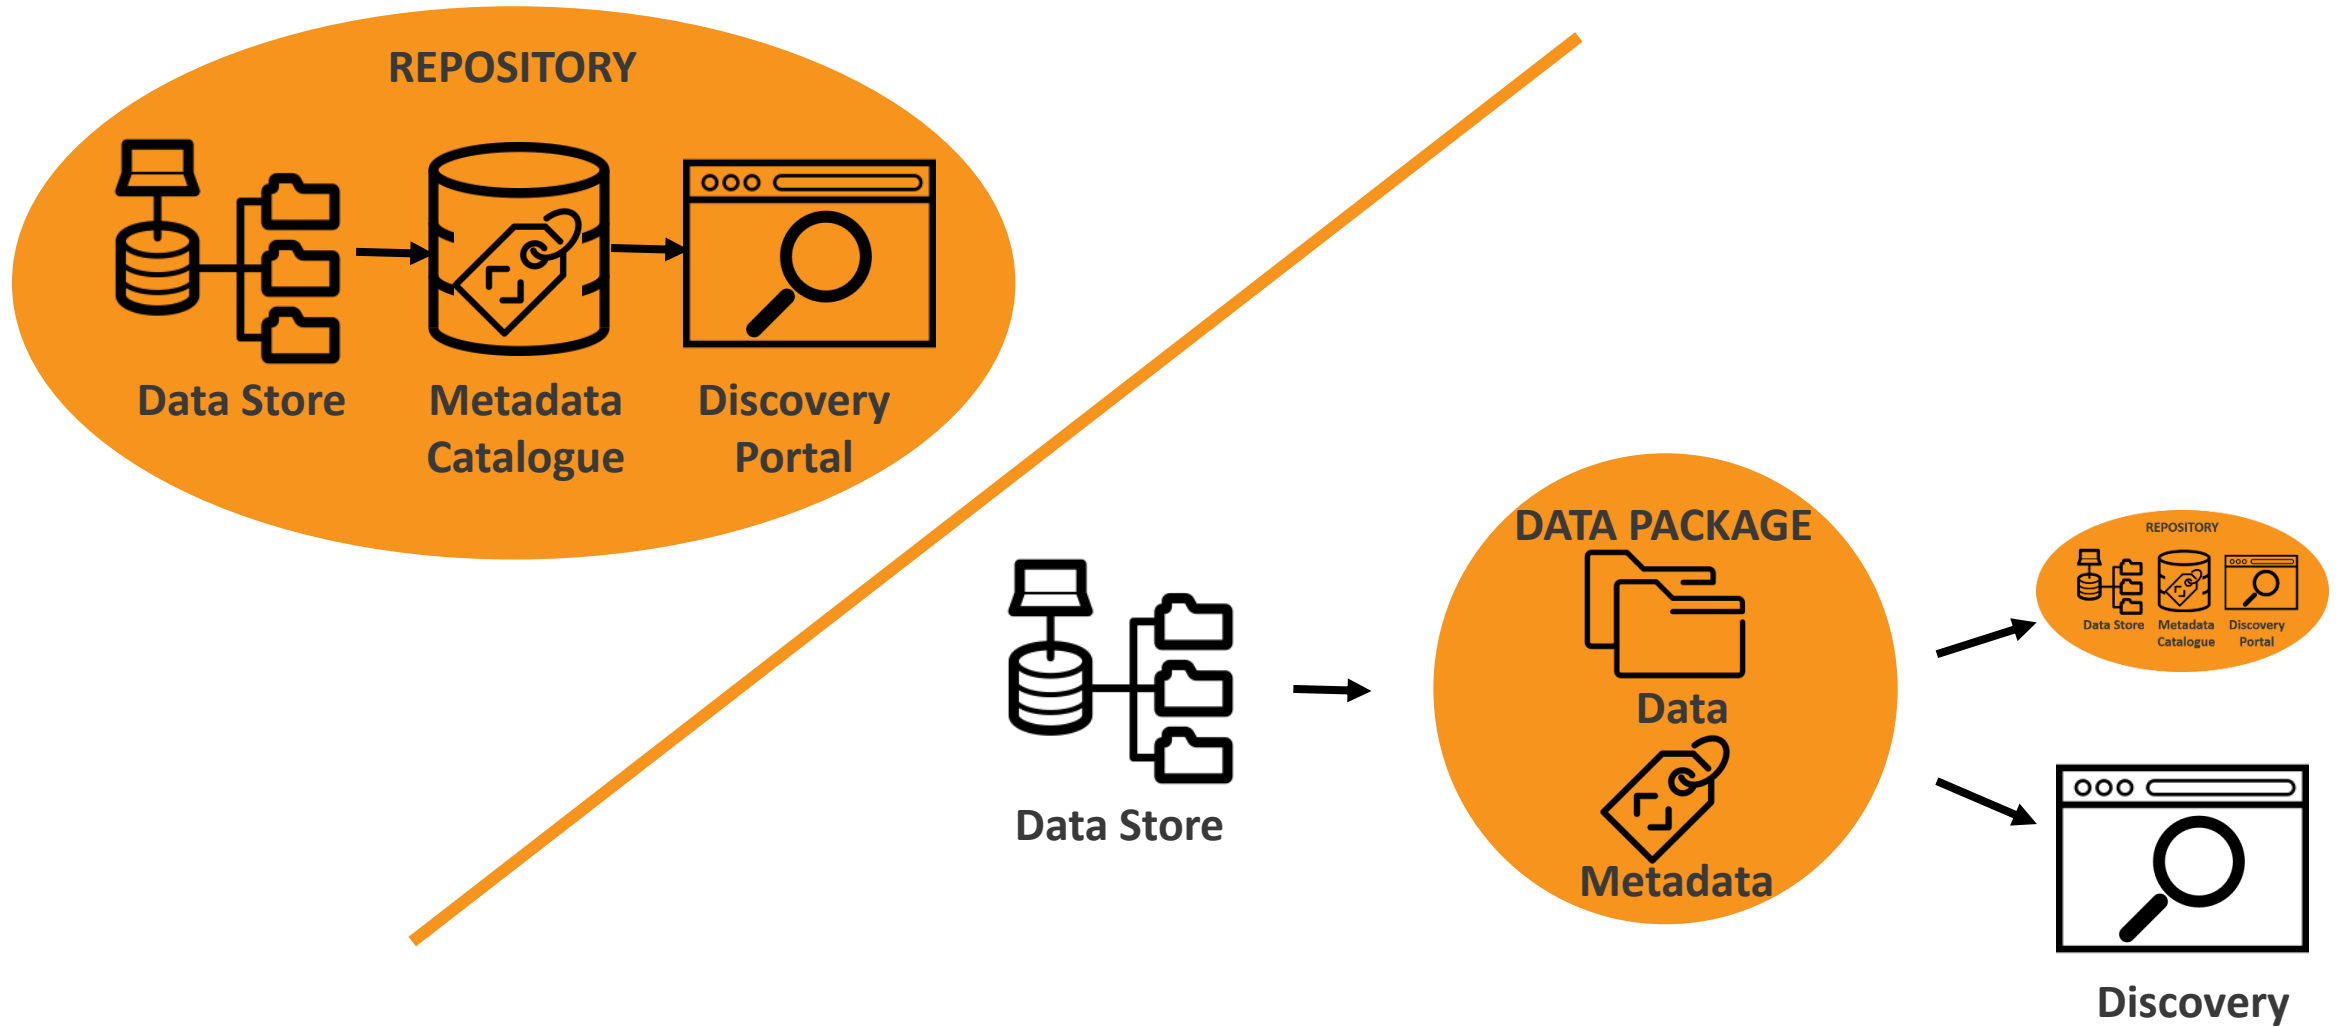 REPOSITORY
Data Store
Metadata
Catalogue
Discovery
Portal
DATA PACKAGE
Data
Metadata
Data Store
REPOSITORY
Data Store
Metadata
Catalogue
Discovery
Portal
Discovery